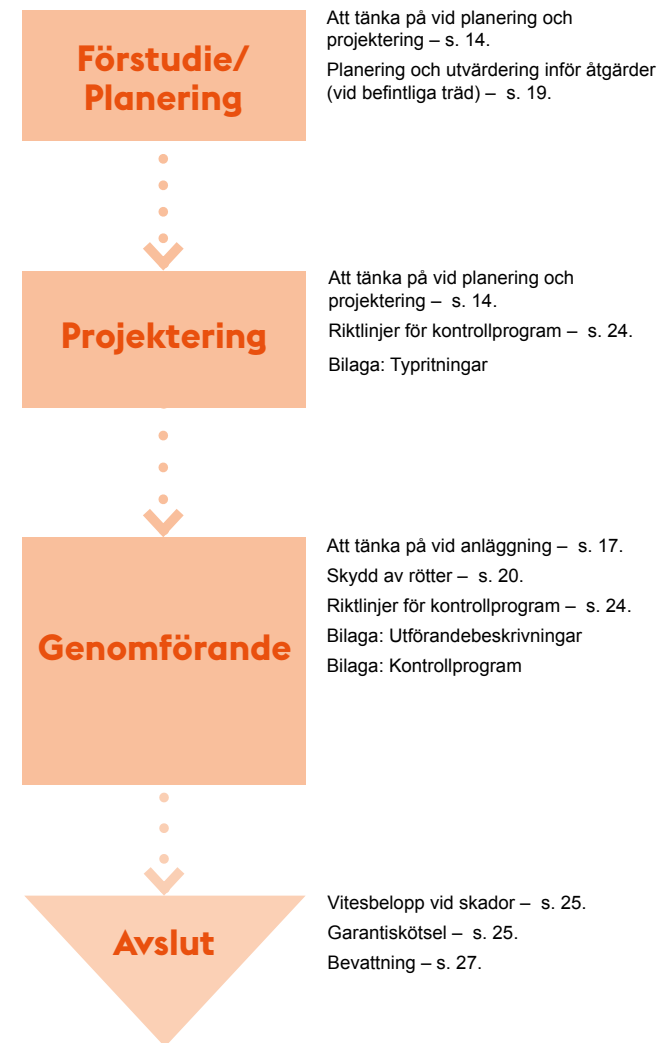 Förstudie/
Planering
Att tänka på vid planering och
projektering – s. 14.
Planering och utvärdering inför åtgärder
(vid befintliga träd) – s. 19.
Projektering
Att tänka på vid planering och
projektering – s. 14.
Riktlinjer för kontrollprogram – s. 24.
Bilaga: Typritningar
Genomförande
Att tänka på vid anläggning – s. 17.
Skydd av rötter – s. 20.
Riktlinjer för kontrollprogram – s. 24.
Bilaga: Utförandebeskrivningar
Bilaga: Kontrollprogram
Avslut
Vitesbelopp vid skador – s. 25.
Garantiskötsel – s. 25.
Bevattning – s. 27.